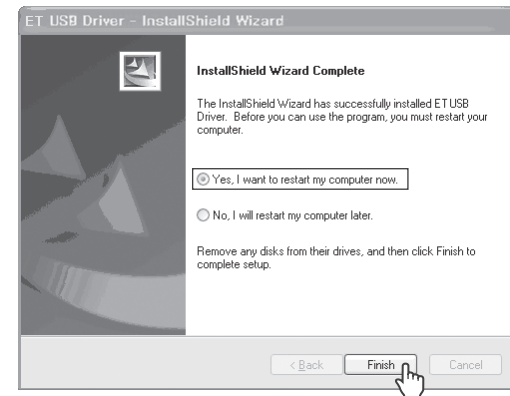 ET USB Driver - InstallShield Wizard
InstallShield Wizard Complete
The InstallShield Wizard has successfully installed ET USB
Driver. Before you can use the program, you must restart your
computer.
Yes, I want to restart my computer now.
No, I will restart my computer later.
Remove any disks from their drives, and then click Finish to
complete setup.
< Back
Finish
Cancel